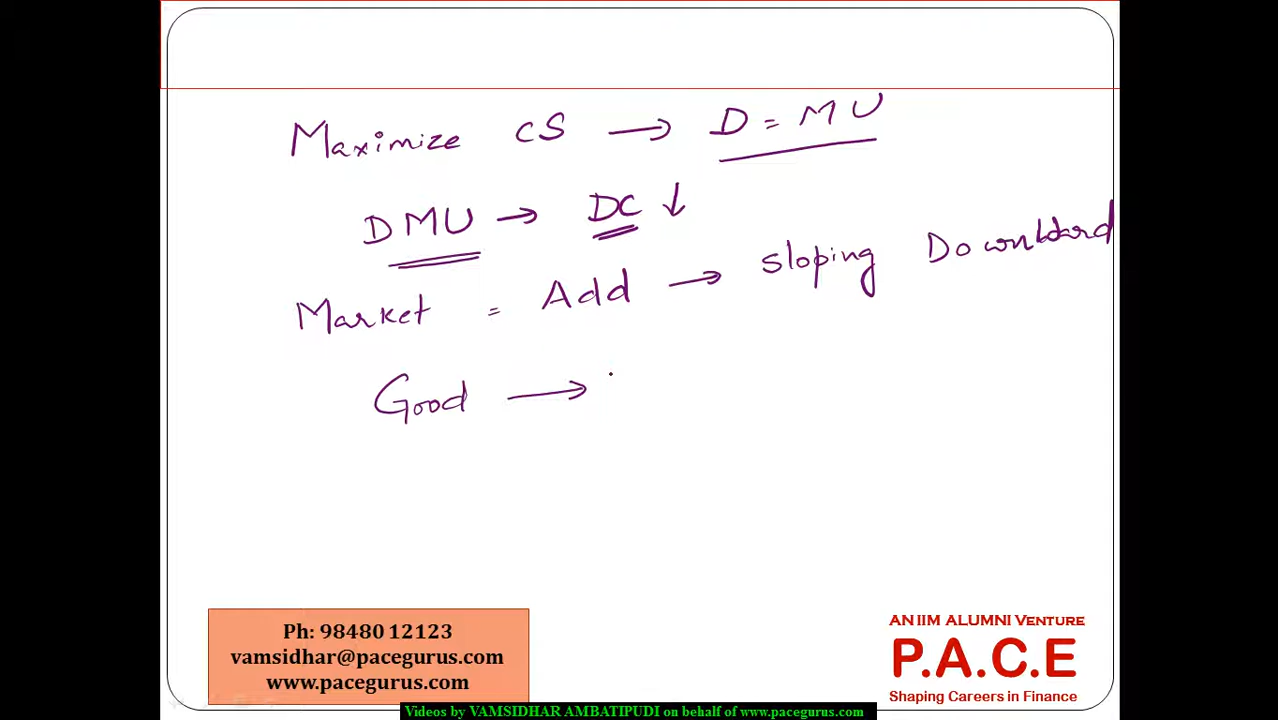 Maximize CS → D = MU
DMU → DC ↓
Market = Add → sloping Downward
Good →
Ph: 98480 12123
vamsidhar@pacegurus.com
www.pacegurus.com
AN IIM ALUMNI VENTURE
P.A.C.E
Shaping Careers in Finance
Videos by VAMSIDHAR AMBATIPUDI on behalf of www.pacegurus.com